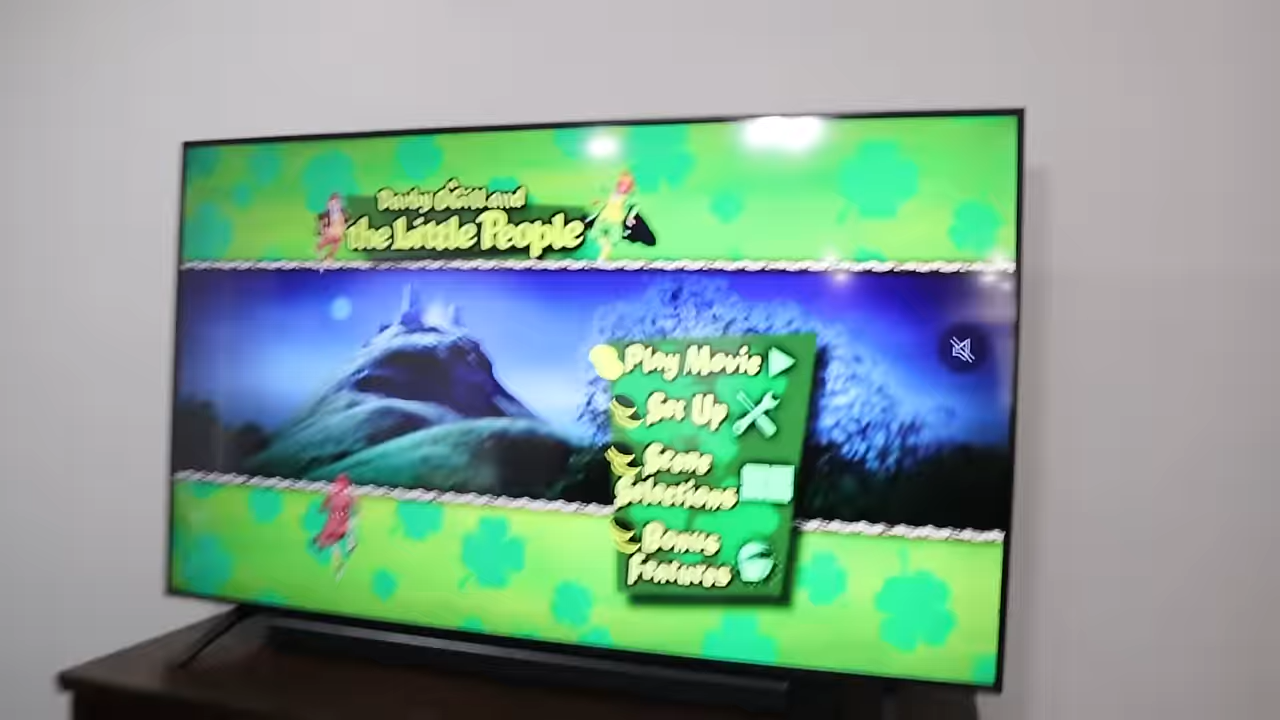 Darby O'Gill and
the Little People
Play Movie
Set Up
Scene
Selections
Bonus
Features